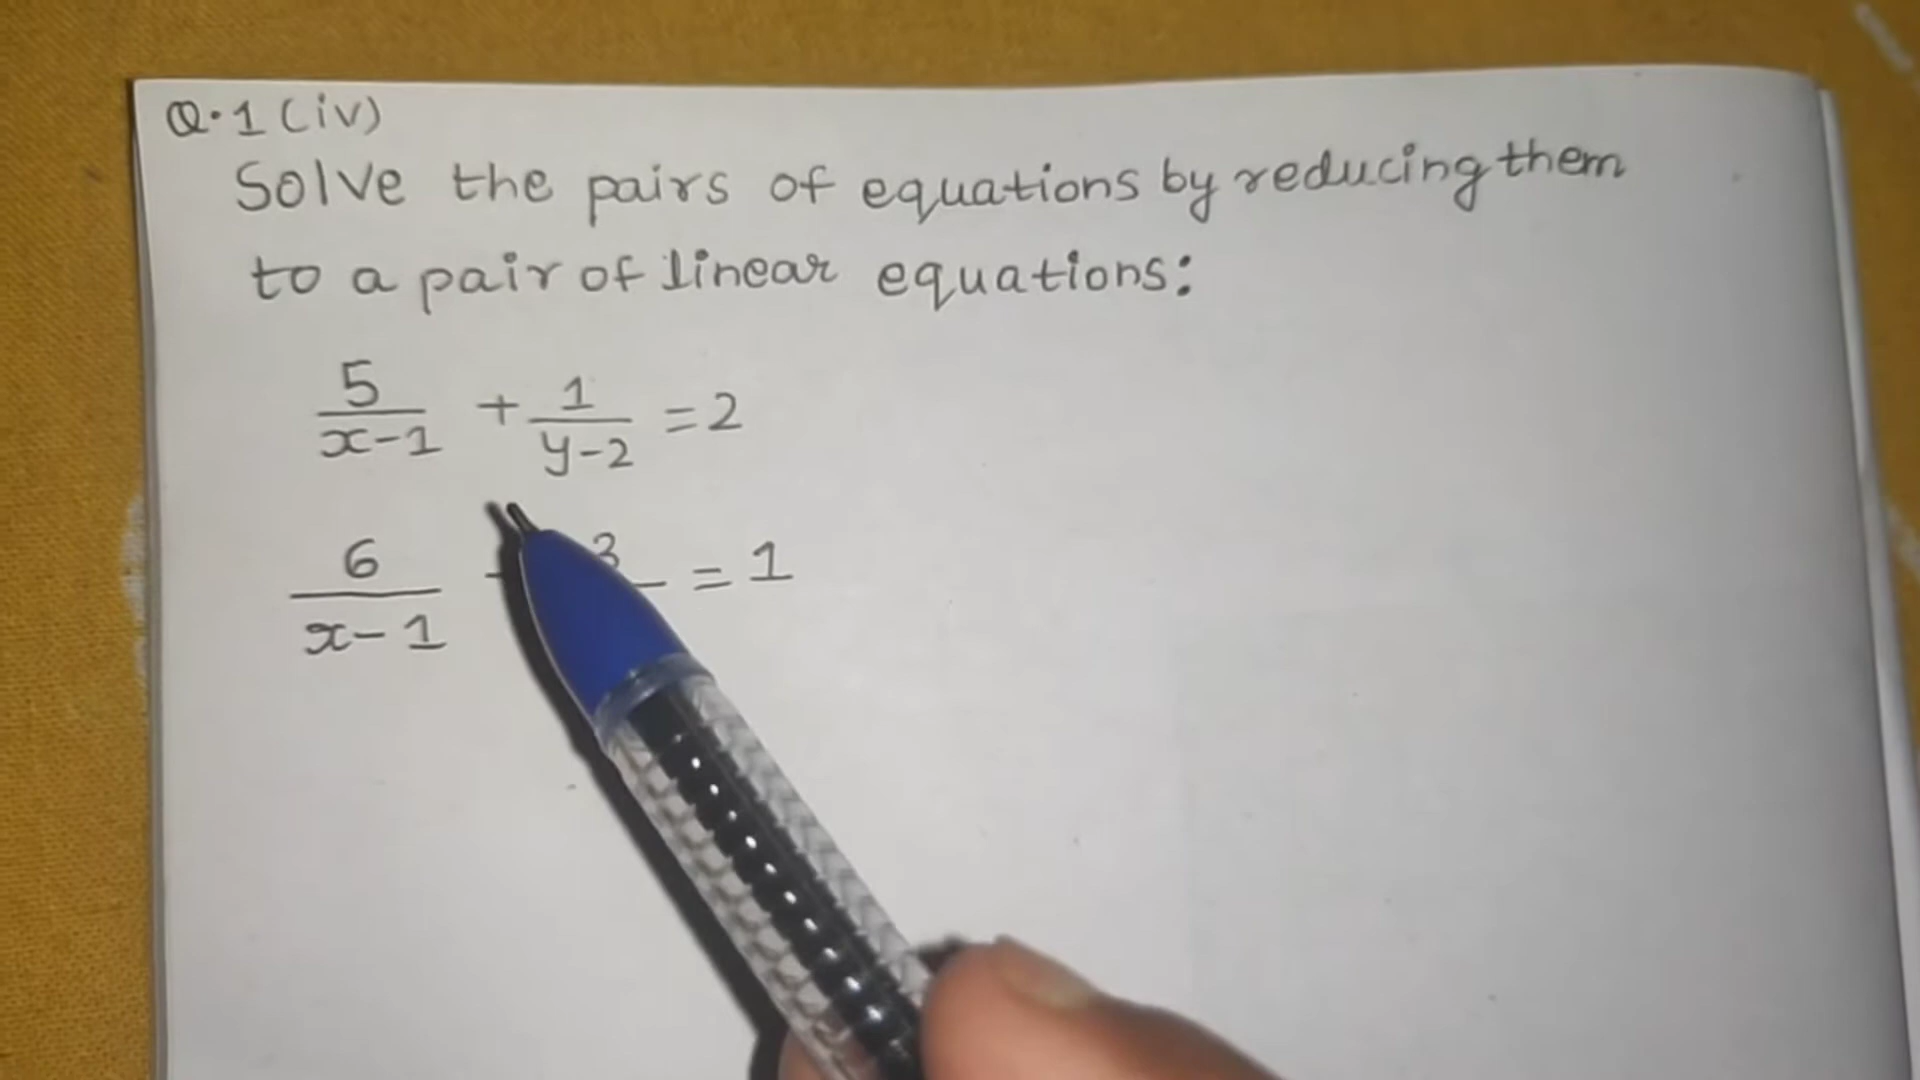 Q.1 (iv)
Solve the pairs of equations by reducing them
to a pair of linear equations:
5/(x-1) + 1/(y-2) = 2
6/(x-1) - 3/ = 1